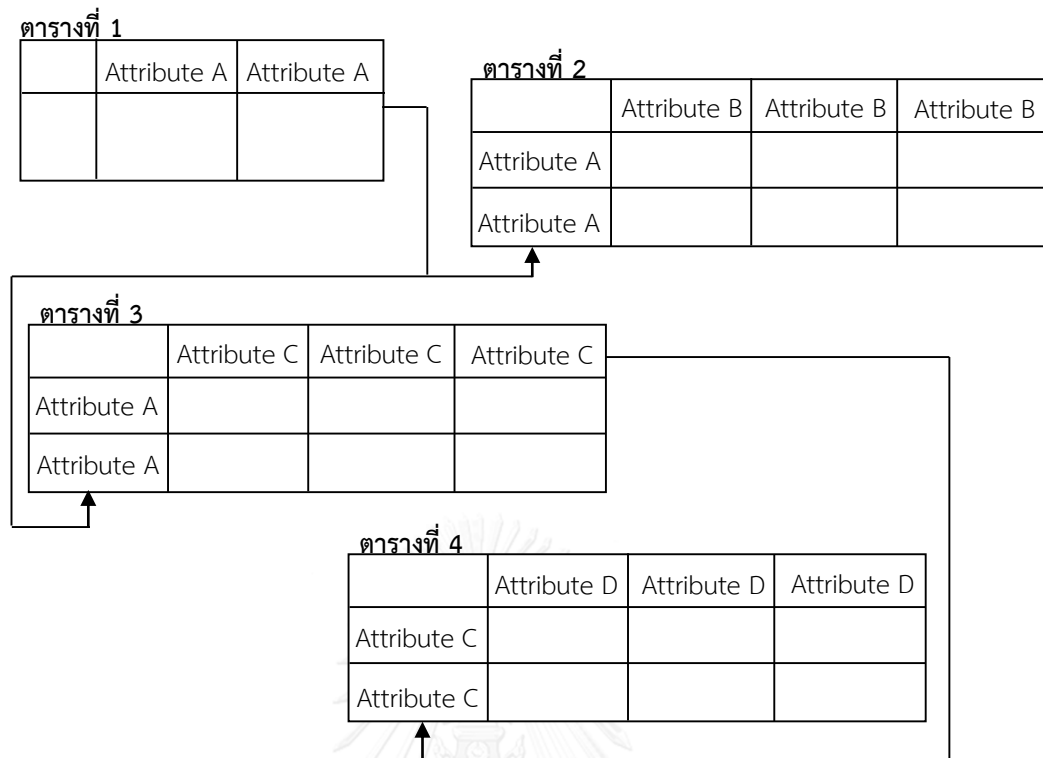 ตารางที่ 1
Attribute A Attribute A
ตารางที่ 2
Attribute B Attribute B Attribute B
Attribute A
Attribute A
ตารางที่ 3
Attribute C Attribute C Attribute C
Attribute A
Attribute A
ตารางที่ 4
Attribute D Attribute D Attribute D
Attribute C
Attribute C